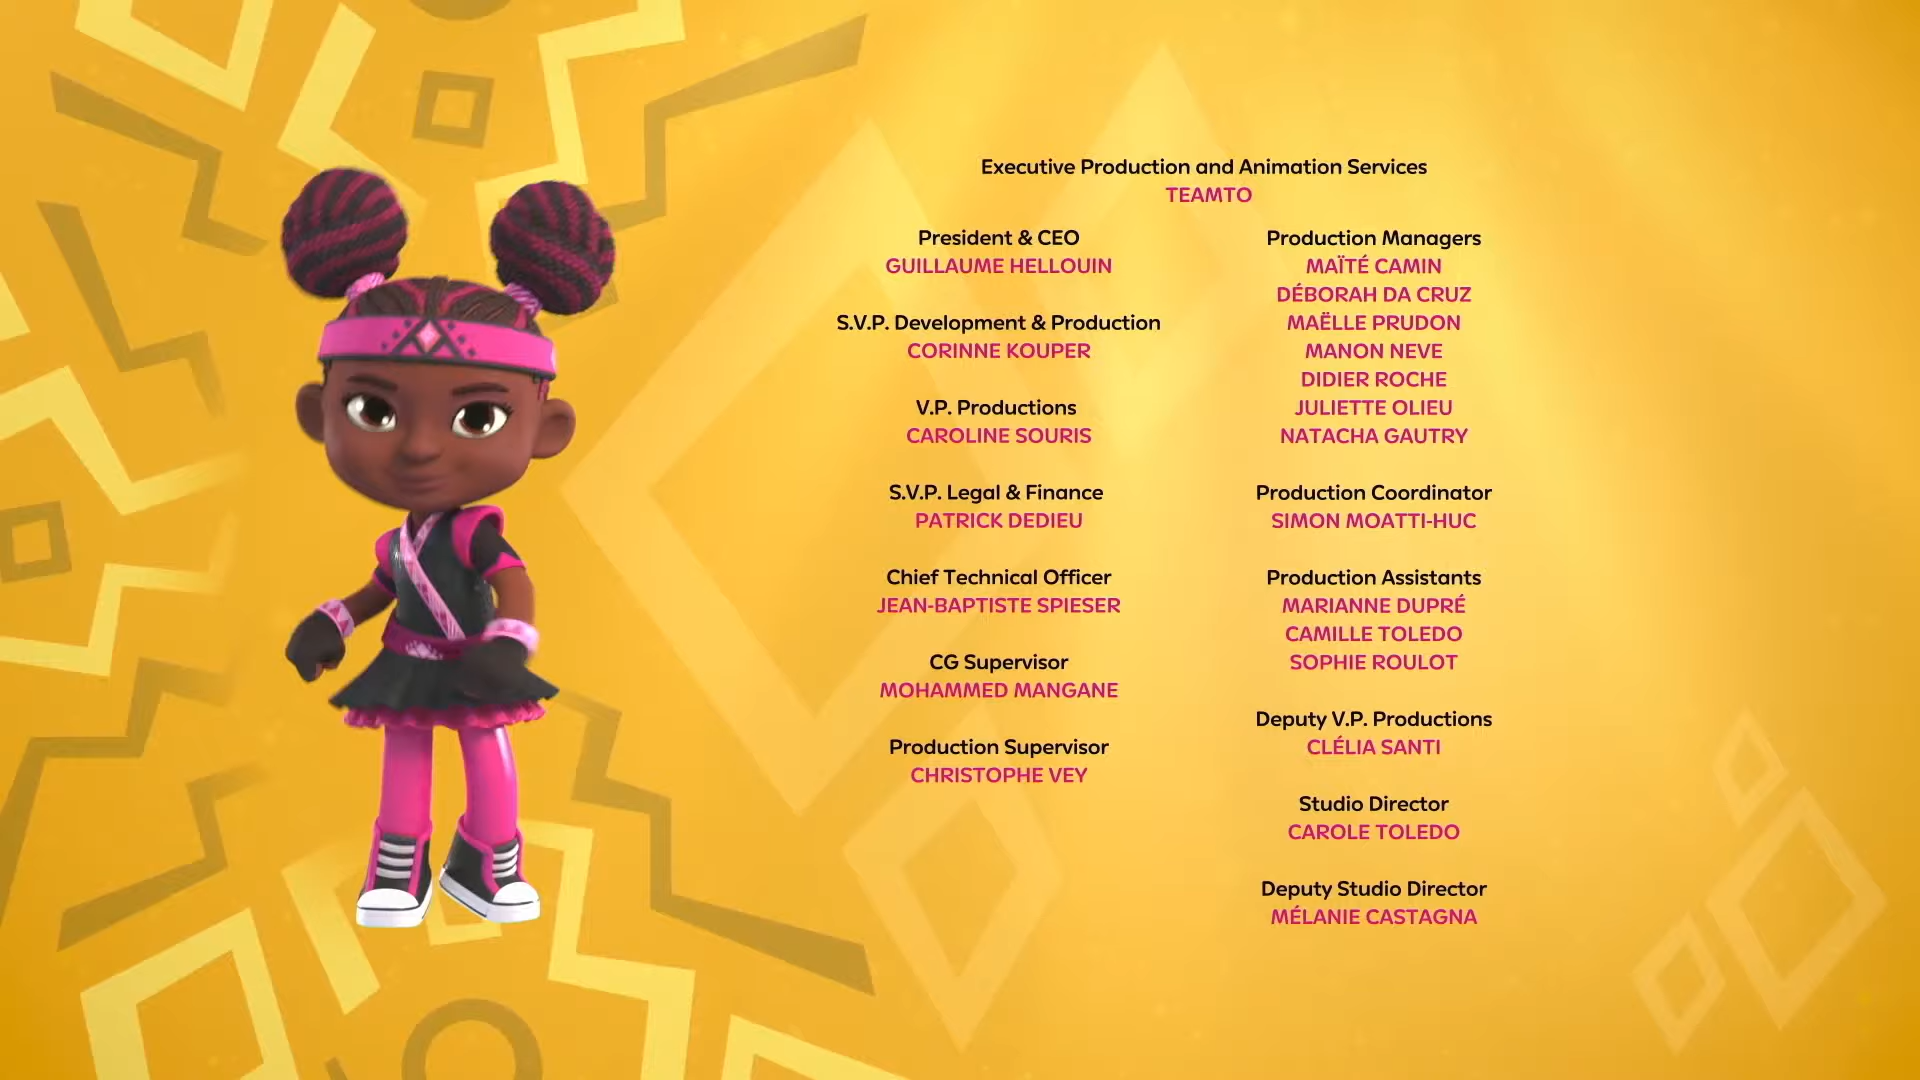 Executive Production and Animation Services
TEAMTO
President & CEO
GUILLAUME HELLOUIN
S.V.P. Development & Production
CORINNE KOUPER
V.P. Productions
CAROLINE SOURIS
S.V.P. Legal & Finance
PATRICK DEDIEU
Chief Technical Officer
JEAN-BAPTISTE SPIESER
CG Supervisor
MOHAMMED MANGANE
Production Supervisor
CHRISTOPHE VEY
Production Managers
MAÏTÉ CAMIN
DÉBORAH DA CRUZ
MAËLLE PRUDON
MANON NEVE
DIDIER ROCHE
JULIETTE OLIEU
NATACHA GAUTRY
Production Coordinator
SIMON MOATTI-HUC
Production Assistants
MARIANNE DUPRÉ
CAMILLE TOLEDO
SOPHIE ROULOT
Deputy V.P. Productions
CLÉLIA SANTI
Studio Director
CAROLE TOLEDO
Deputy Studio Director
MÉLANIE CASTAGNA